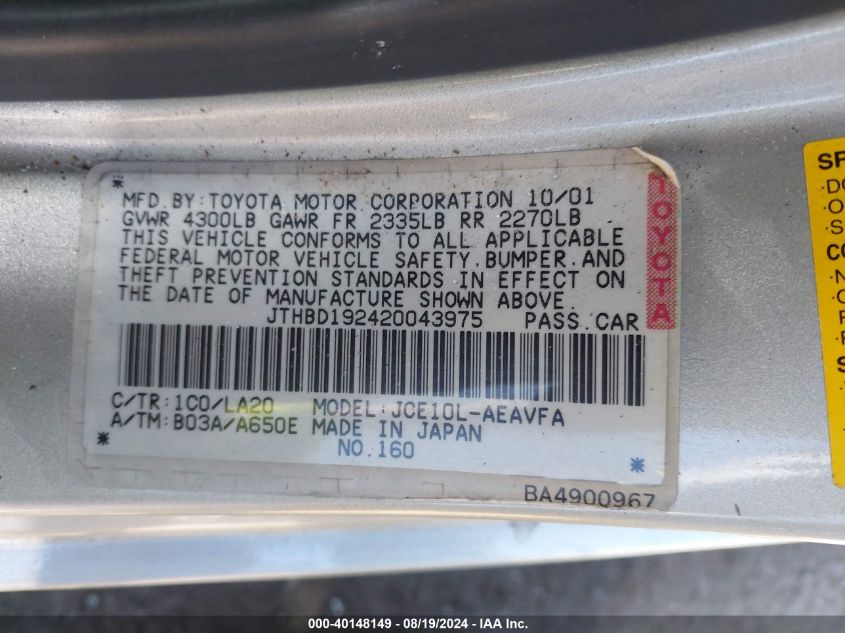 MFD.BY:TOYOTA MOTOR CORPORATION 10/01
GVWR 4300LB GAWR FR 2335LB RR 2270LB
THIS VEHICLE CONFORMS TO ALL APPLICABLE
FEDERAL MOTOR VEHICLE SAFETY,BUMPER,AND
THEFT PREVENTION STANDARDS IN EFFECT ON
THE DATE OF MANUFACTURE SHOWN ABOVE.
JTHBD192420043975 PASS.CAR
TOYOTA
C/TR:1C0/LA20 MODEL:JCE10L-AEAVFA
A/TM:B03A/A650E MADE IN JAPAN
NO.160
BA4900967
SP
·DO
O
·S
CO
·N
·C
F
·F
000-40148149 - 08/19/2024 - IAA Inc.